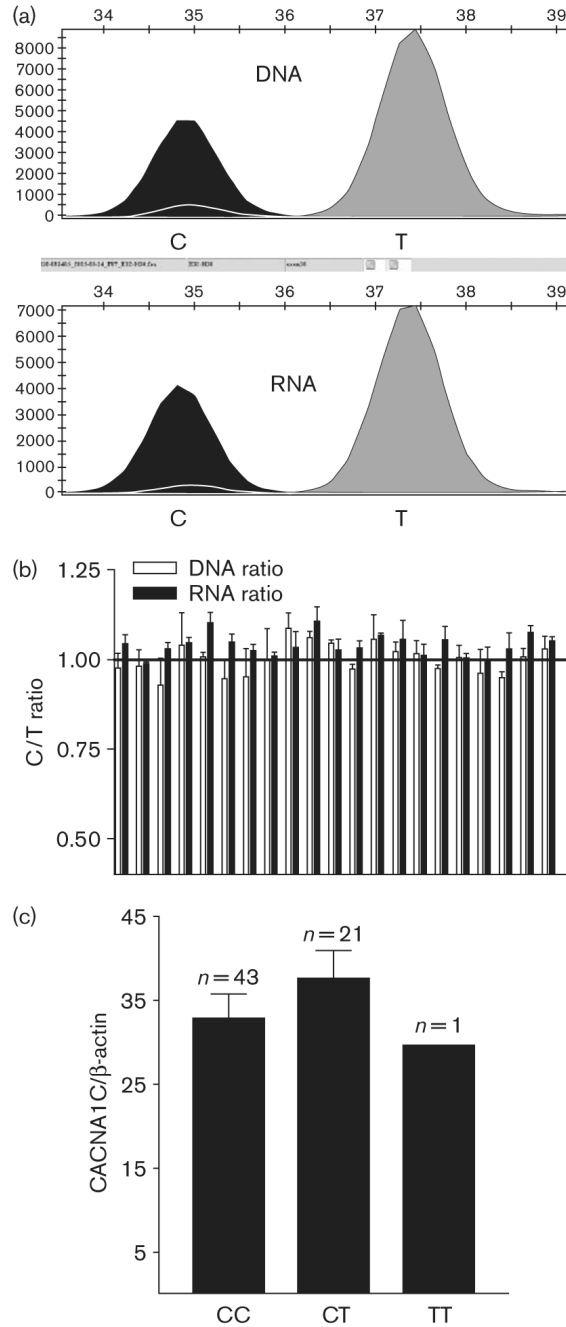 (a)
34 35 36 37 38 39
8000
7000
6000
5000
4000
3000
2000
1000
0
DNA
C T
34 35 36 37 38 39
7000
6000
5000
4000
3000
2000
1000
0
RNA
C T
(b)
1.25
1.00
0.75
0.50
C/T ratio
DNA ratio
RNA ratio
(c)
45
35
25
15
5
CACNA1C/β-actin
n = 43
n = 21
n = 1
CC CT TT